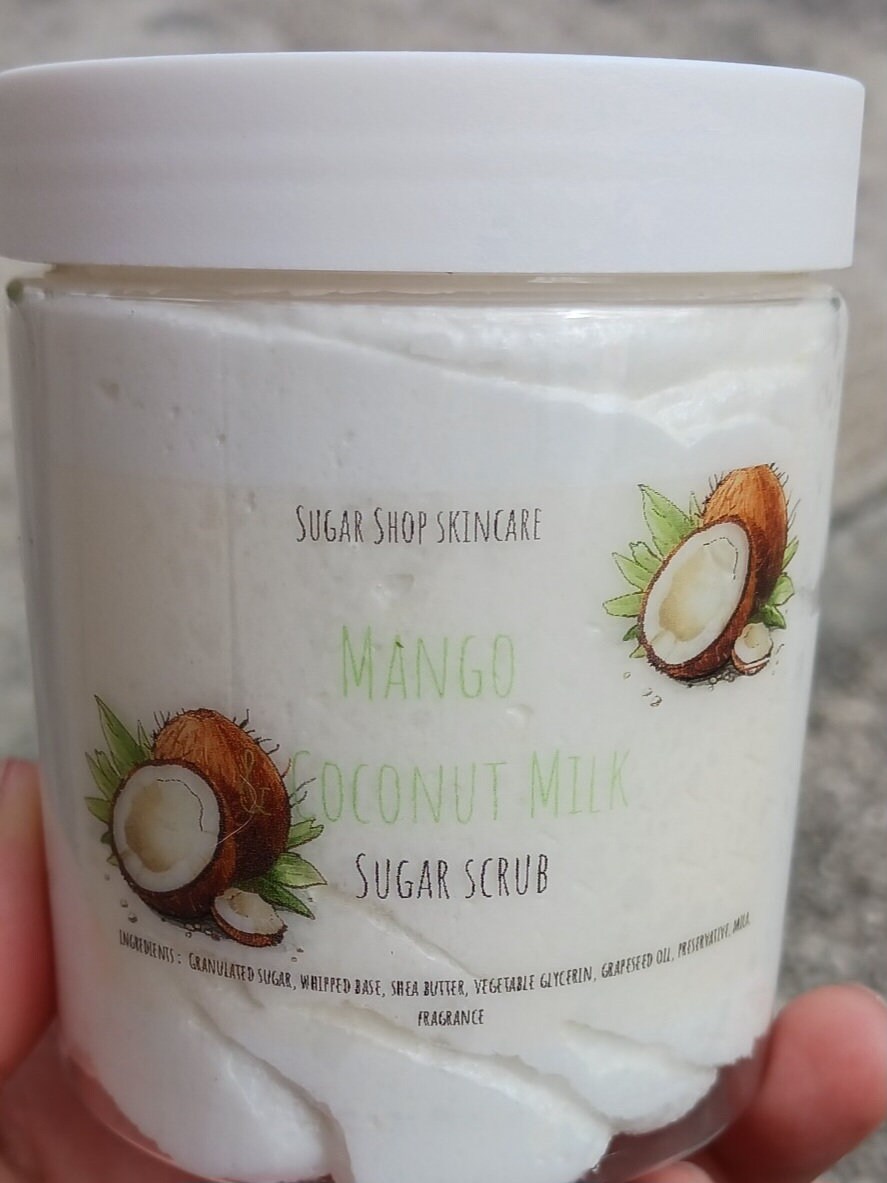 Sugar Shop skincare
Mango
& Coconut Milk
Sugar scrub
Ingredients: Granulated sugar, whipped base, shea butter, vegetable glycerin, grapeseed oil, preservative, milk,
fragrance